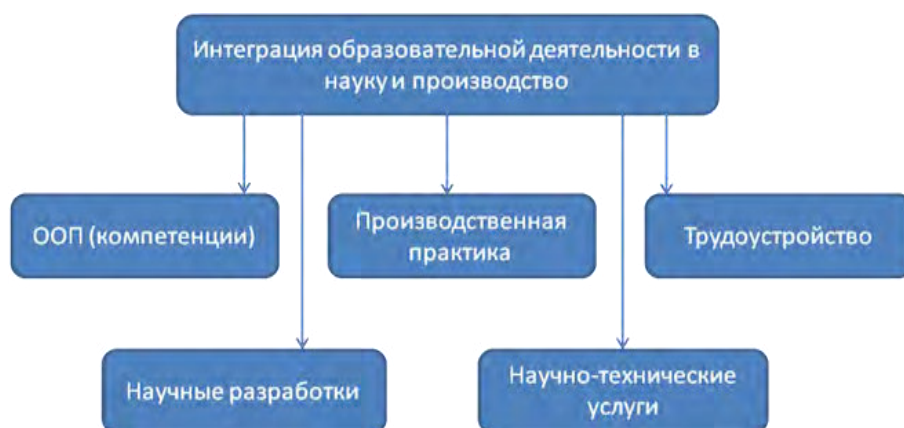 Интеграция образовательной деятельности в
науку и производство
ООП (компетенции)
Производственная
практика
Трудоустройство
Научные разработки
Научно-технические
услуги